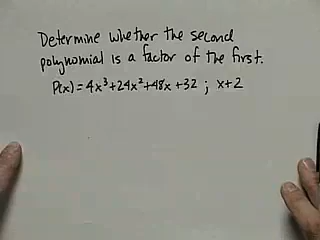 Determine whether the second
polynomial is a factor of the first.
P(x) = 4x³+24x²+48x+32 ; x+2